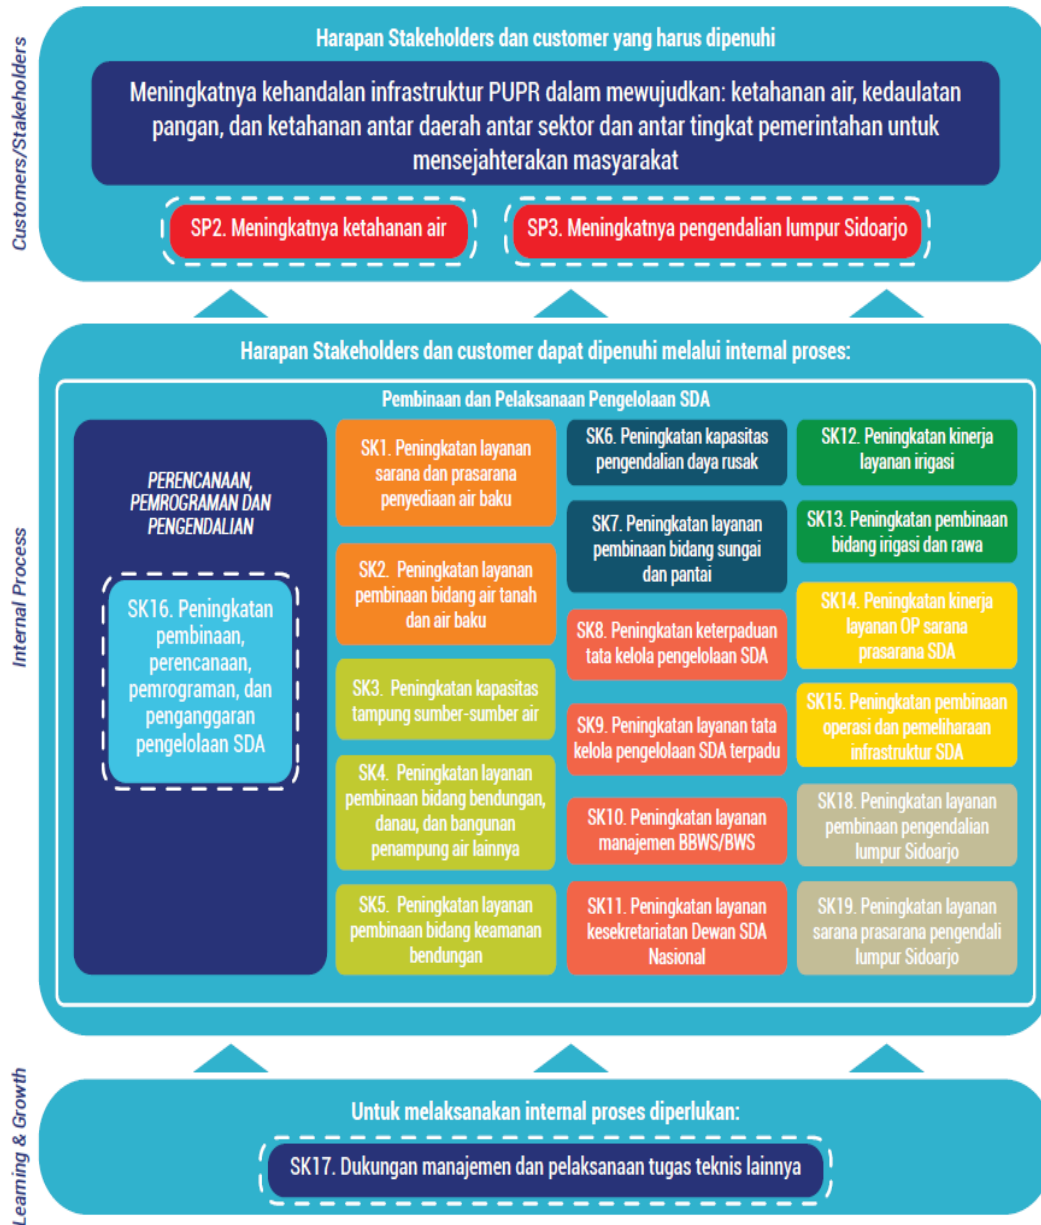 Customers/Stakeholders
Harapan Stakeholders dan customer yang harus dipenuhi
Meningkatnya kehandalan infrastruktur PUPR dalam mewujudkan: ketahanan air, kedaulatan
pangan, dan ketahanan antar daerah antar sektor dan antar tingkat pemerintahan untuk
mensejahterakan masyarakat
SP2. Meningkatnya ketahanan air
SP3. Meningkatnya pengendalian lumpur Sidoarjo
Internal Process
Harapan Stakeholders dan customer dapat dipenuhi melalui internal proses:
Pembinaan dan Pelaksanaan Pengelolaan SDA
PERENCANAAN,
PEMROGRAMAN DAN
PENGENDALIAN
SK16. Peningkatan
pembinaan,
perencanaan,
pemrograman, dan
penganggaran
pengelolaan SDA
SK1. Peningkatan layanan
sarana dan prasarana
penyediaan air baku
SK2. Peningkatan layanan
pembinaan bidang air tanah
dan air baku
SK3. Peningkatan kapasitas
tampung sumber-sumber air
SK4. Peningkatan layanan
pembinaan bidang bendungan,
danau, dan bangunan
penampung air lainnya
SK5. Peningkatan layanan
pembinaan bidang keamanan
bendungan
SK6. Peningkatan kapasitas
pengendalian daya rusak
SK7. Peningkatan layanan
pembinaan bidang sungai
dan pantai
SK8. Peningkatan keterpaduan
tata kelola pengelolaan SDA
SK9. Peningkatan layanan tata
kelola pengelolaan SDA terpadu
SK10. Peningkatan layanan
manajemen BBWS/BWS
SK11. Peningkatan layanan
kesekretariatan Dewan SDA
Nasional
SK12. Peningkatan kinerja
layanan irigasi
SK13. Peningkatan pembinaan
bidang irigasi dan rawa
SK14. Peningkatan kinerja
layanan OP sarana
prasarana SDA
SK15. Peningkatan pembinaan
operasi dan pemeliharaan
infrastruktur SDA
SK18. Peningkatan layanan
pembinaan pengendalian
lumpur Sidoarjo
SK19. Peningkatan layanan
sarana prasarana pengendali
lumpur Sidoarjo
Learning & Growth
Untuk melaksanakan internal proses diperlukan:
SK17. Dukungan manajemen dan pelaksanaan tugas teknis lainnya